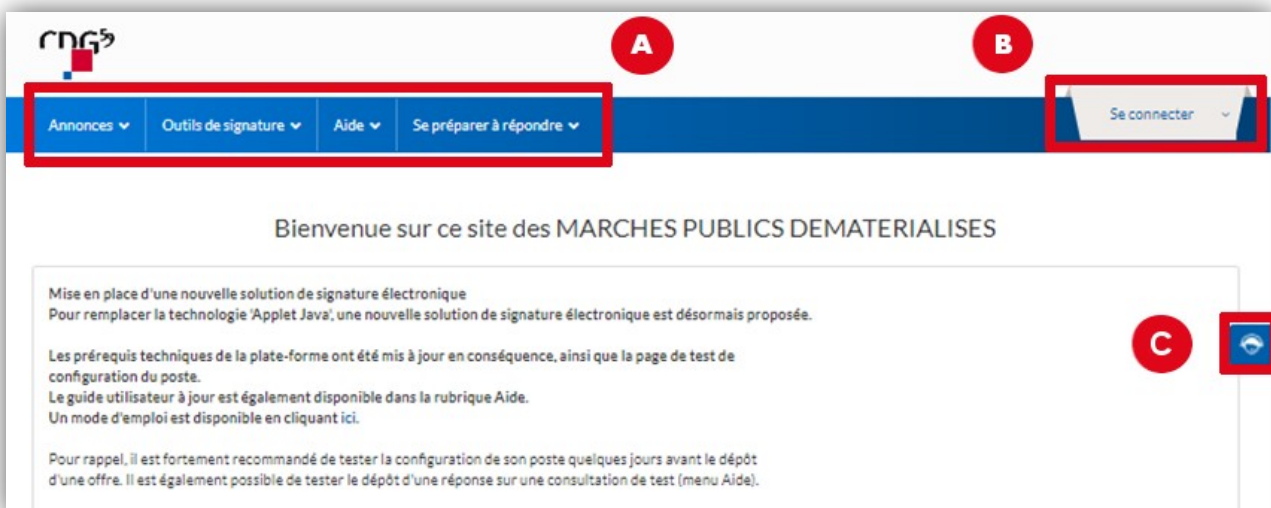 CDG59
A
B
Annonces
Outils de signature
Aide
Se préparer à répondre
Se connecter
Bienvenue sur ce site des MARCHES PUBLICS DEMATERIALISES
Mise en place d'une nouvelle solution de signature électronique
Pour remplacer la technologie 'Applet Java', une nouvelle solution de signature électronique est désormais proposée.
C
Les prérequis techniques de la plate-forme ont été mis à jour en conséquence, ainsi que la page de test de
configuration du poste.
Le guide utilisateur à jour est également disponible dans la rubrique Aide.
Un mode d'emploi est disponible en cliquant ici.
Pour rappel, il est fortement recommandé de tester la configuration de son poste quelques jours avant le dépôt
d'une offre. Il est également possible de tester le dépôt d'une réponse sur une consultation de test (menu Aide).